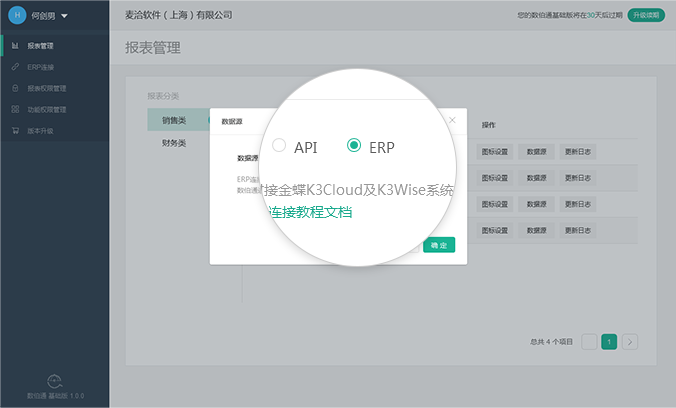 H 何创勇
麦洽软件（上海）有限公司
您的数伯通基础版将在30天后过期 升级续期
报表管理
ERP连接
报表权限管理
功能权限管理
版本升级
数伯通 基础版 1.0.0
报表管理
报表分类
销售类
财务类
操作
图标设置 数据源 更新日志
图标设置 数据源 更新日志
图标设置 数据源 更新日志
图标设置 数据源 更新日志
总共 4 个项目 1
数据源
数据源
API ERP
ERP连
接金蝶K3Cloud及K3Wise系统
数伯通
连接教程文档
确 定